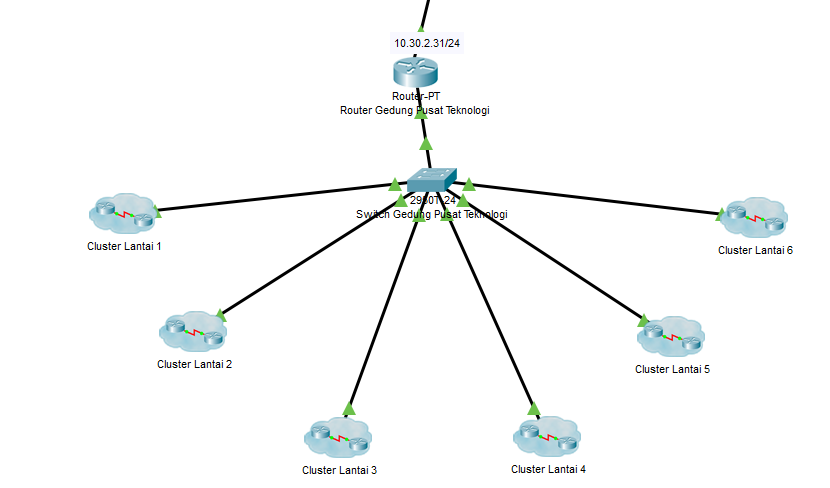 10.30.2.31/24
Router-PT
Router Gedung Pusat Teknologi
2960T-24
Switch Gedung Pusat Teknologi
Cluster Lantai 1
Cluster Lantai 6
Cluster Lantai 2
Cluster Lantai 5
Cluster Lantai 3
Cluster Lantai 4